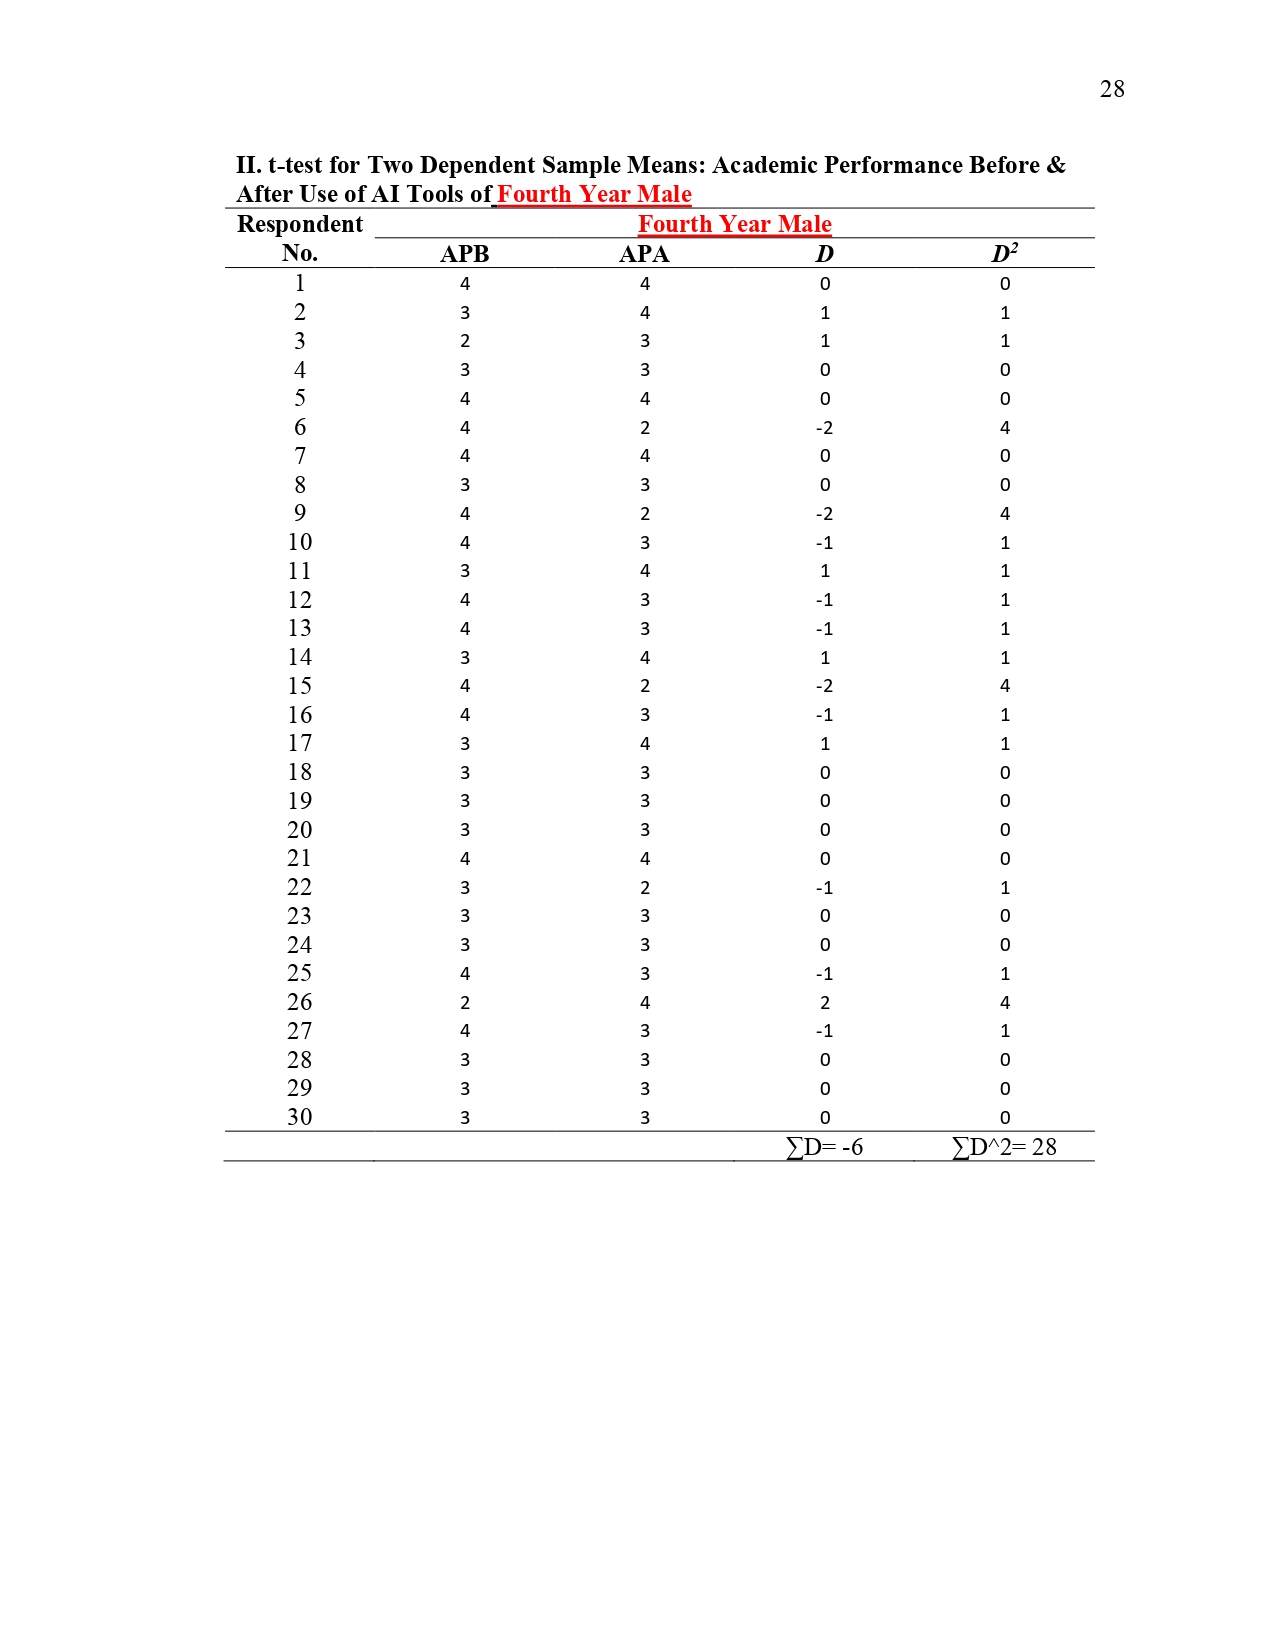 28
II. t-test for Two Dependent Sample Means: Academic Performance Before &
After Use of AI Tools of Fourth Year Male
Respondent Fourth Year Male
No. APB APA D D²
1 4 4 0 0
2 3 4 1 1
3 2 3 1 1
4 3 3 0 0
5 4 4 0 0
6 4 2 -2 4
7 4 4 0 0
8 3 3 0 0
9 4 2 -2 4
10 4 3 -1 1
11 3 4 1 1
12 4 3 -1 1
13 4 3 -1 1
14 3 4 1 1
15 4 2 -2 4
16 4 3 -1 1
17 3 4 1 1
18 3 3 0 0
19 3 3 0 0
20 3 3 0 0
21 4 4 0 0
22 3 2 -1 1
23 3 3 0 0
24 3 3 0 0
25 4 3 -1 1
26 2 4 2 4
27 4 3 -1 1
28 3 3 0 0
29 3 3 0 0
30 3 3 0 0
∑D= -6 ∑D^2= 28